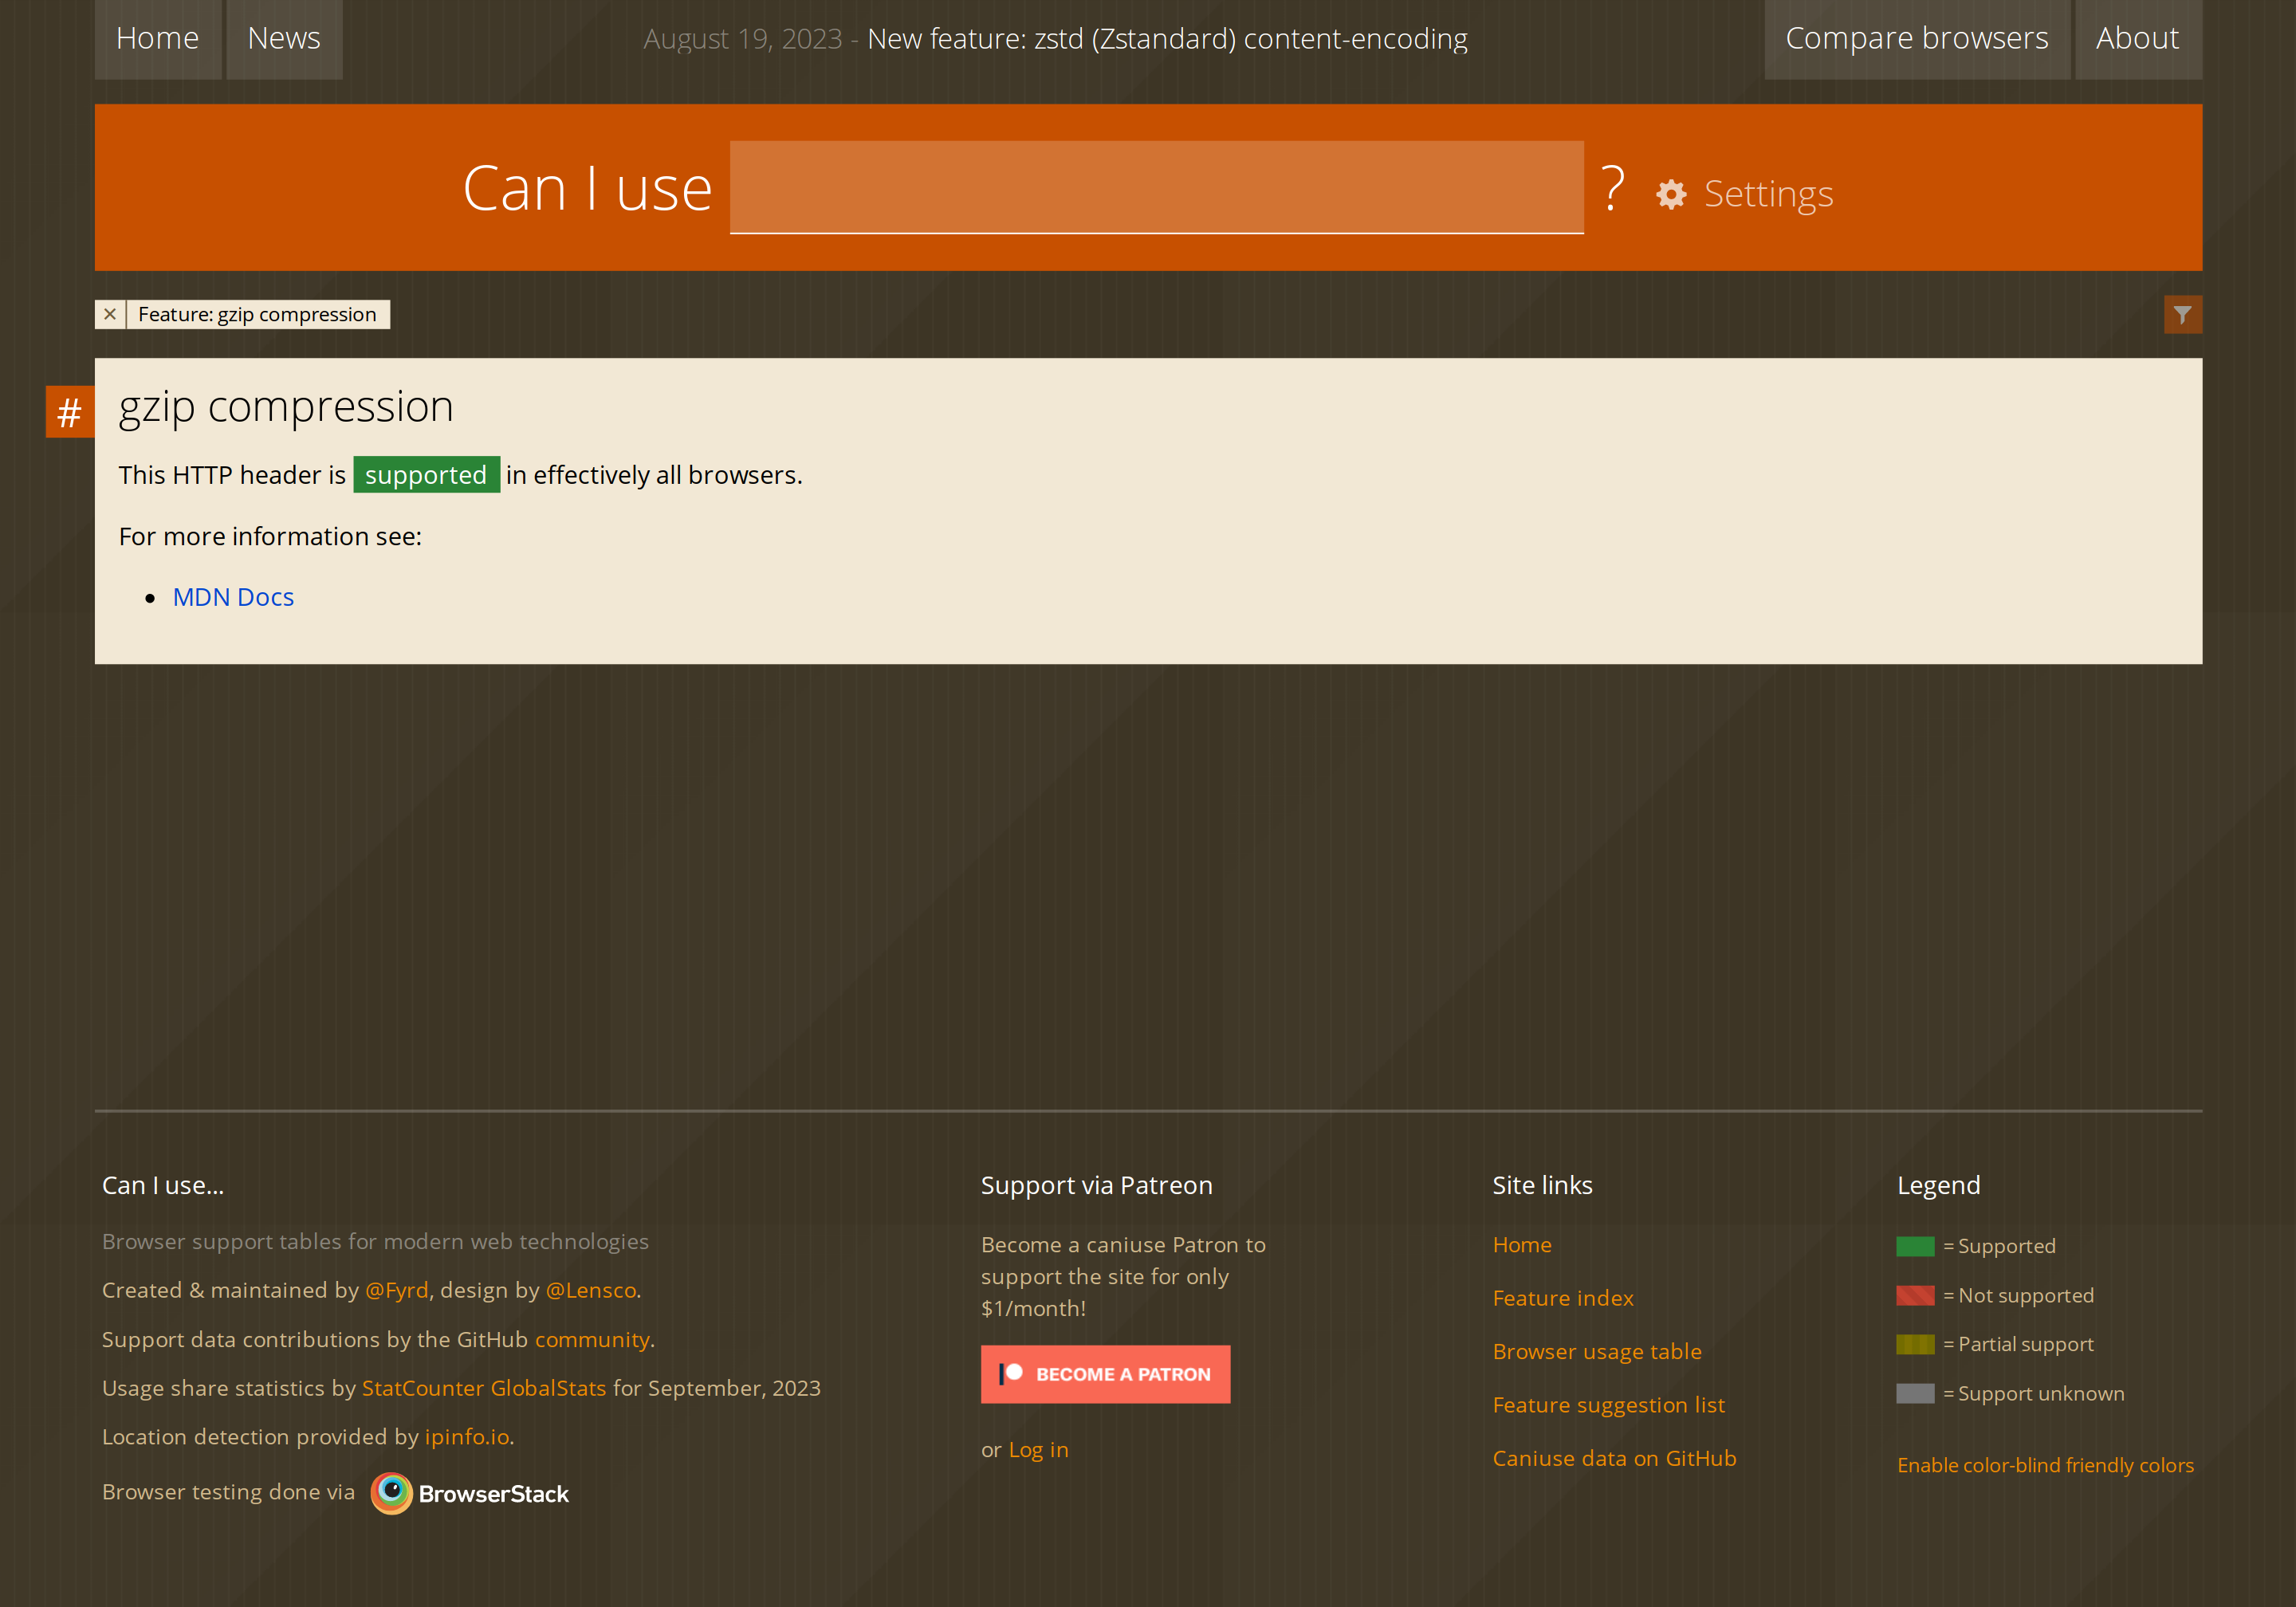 Home
News
August 19, 2023 - New feature: zstd (Zstandard) content-encoding
Compare browsers
About
Can I use ?
Settings
× Feature: gzip compression
#
gzip compression
This HTTP header is supported in effectively all browsers.
For more information see:
• MDN Docs
Can I use...
Browser support tables for modern web technologies
Created & maintained by @Fyrd, design by @Lensco.
Support data contributions by the GitHub community.
Usage share statistics by StatCounter GlobalStats for September, 2023
Location detection provided by ipinfo.io.
Browser testing done via BrowserStack
Support via Patreon
Become a caniuse Patron to
support the site for only
$1/month!
BECOME A PATRON
or Log in
Site links
Home
Feature index
Browser usage table
Feature suggestion list
Caniuse data on GitHub
Legend
= Supported
= Not supported
= Partial support
= Support unknown
Enable color-blind friendly colors